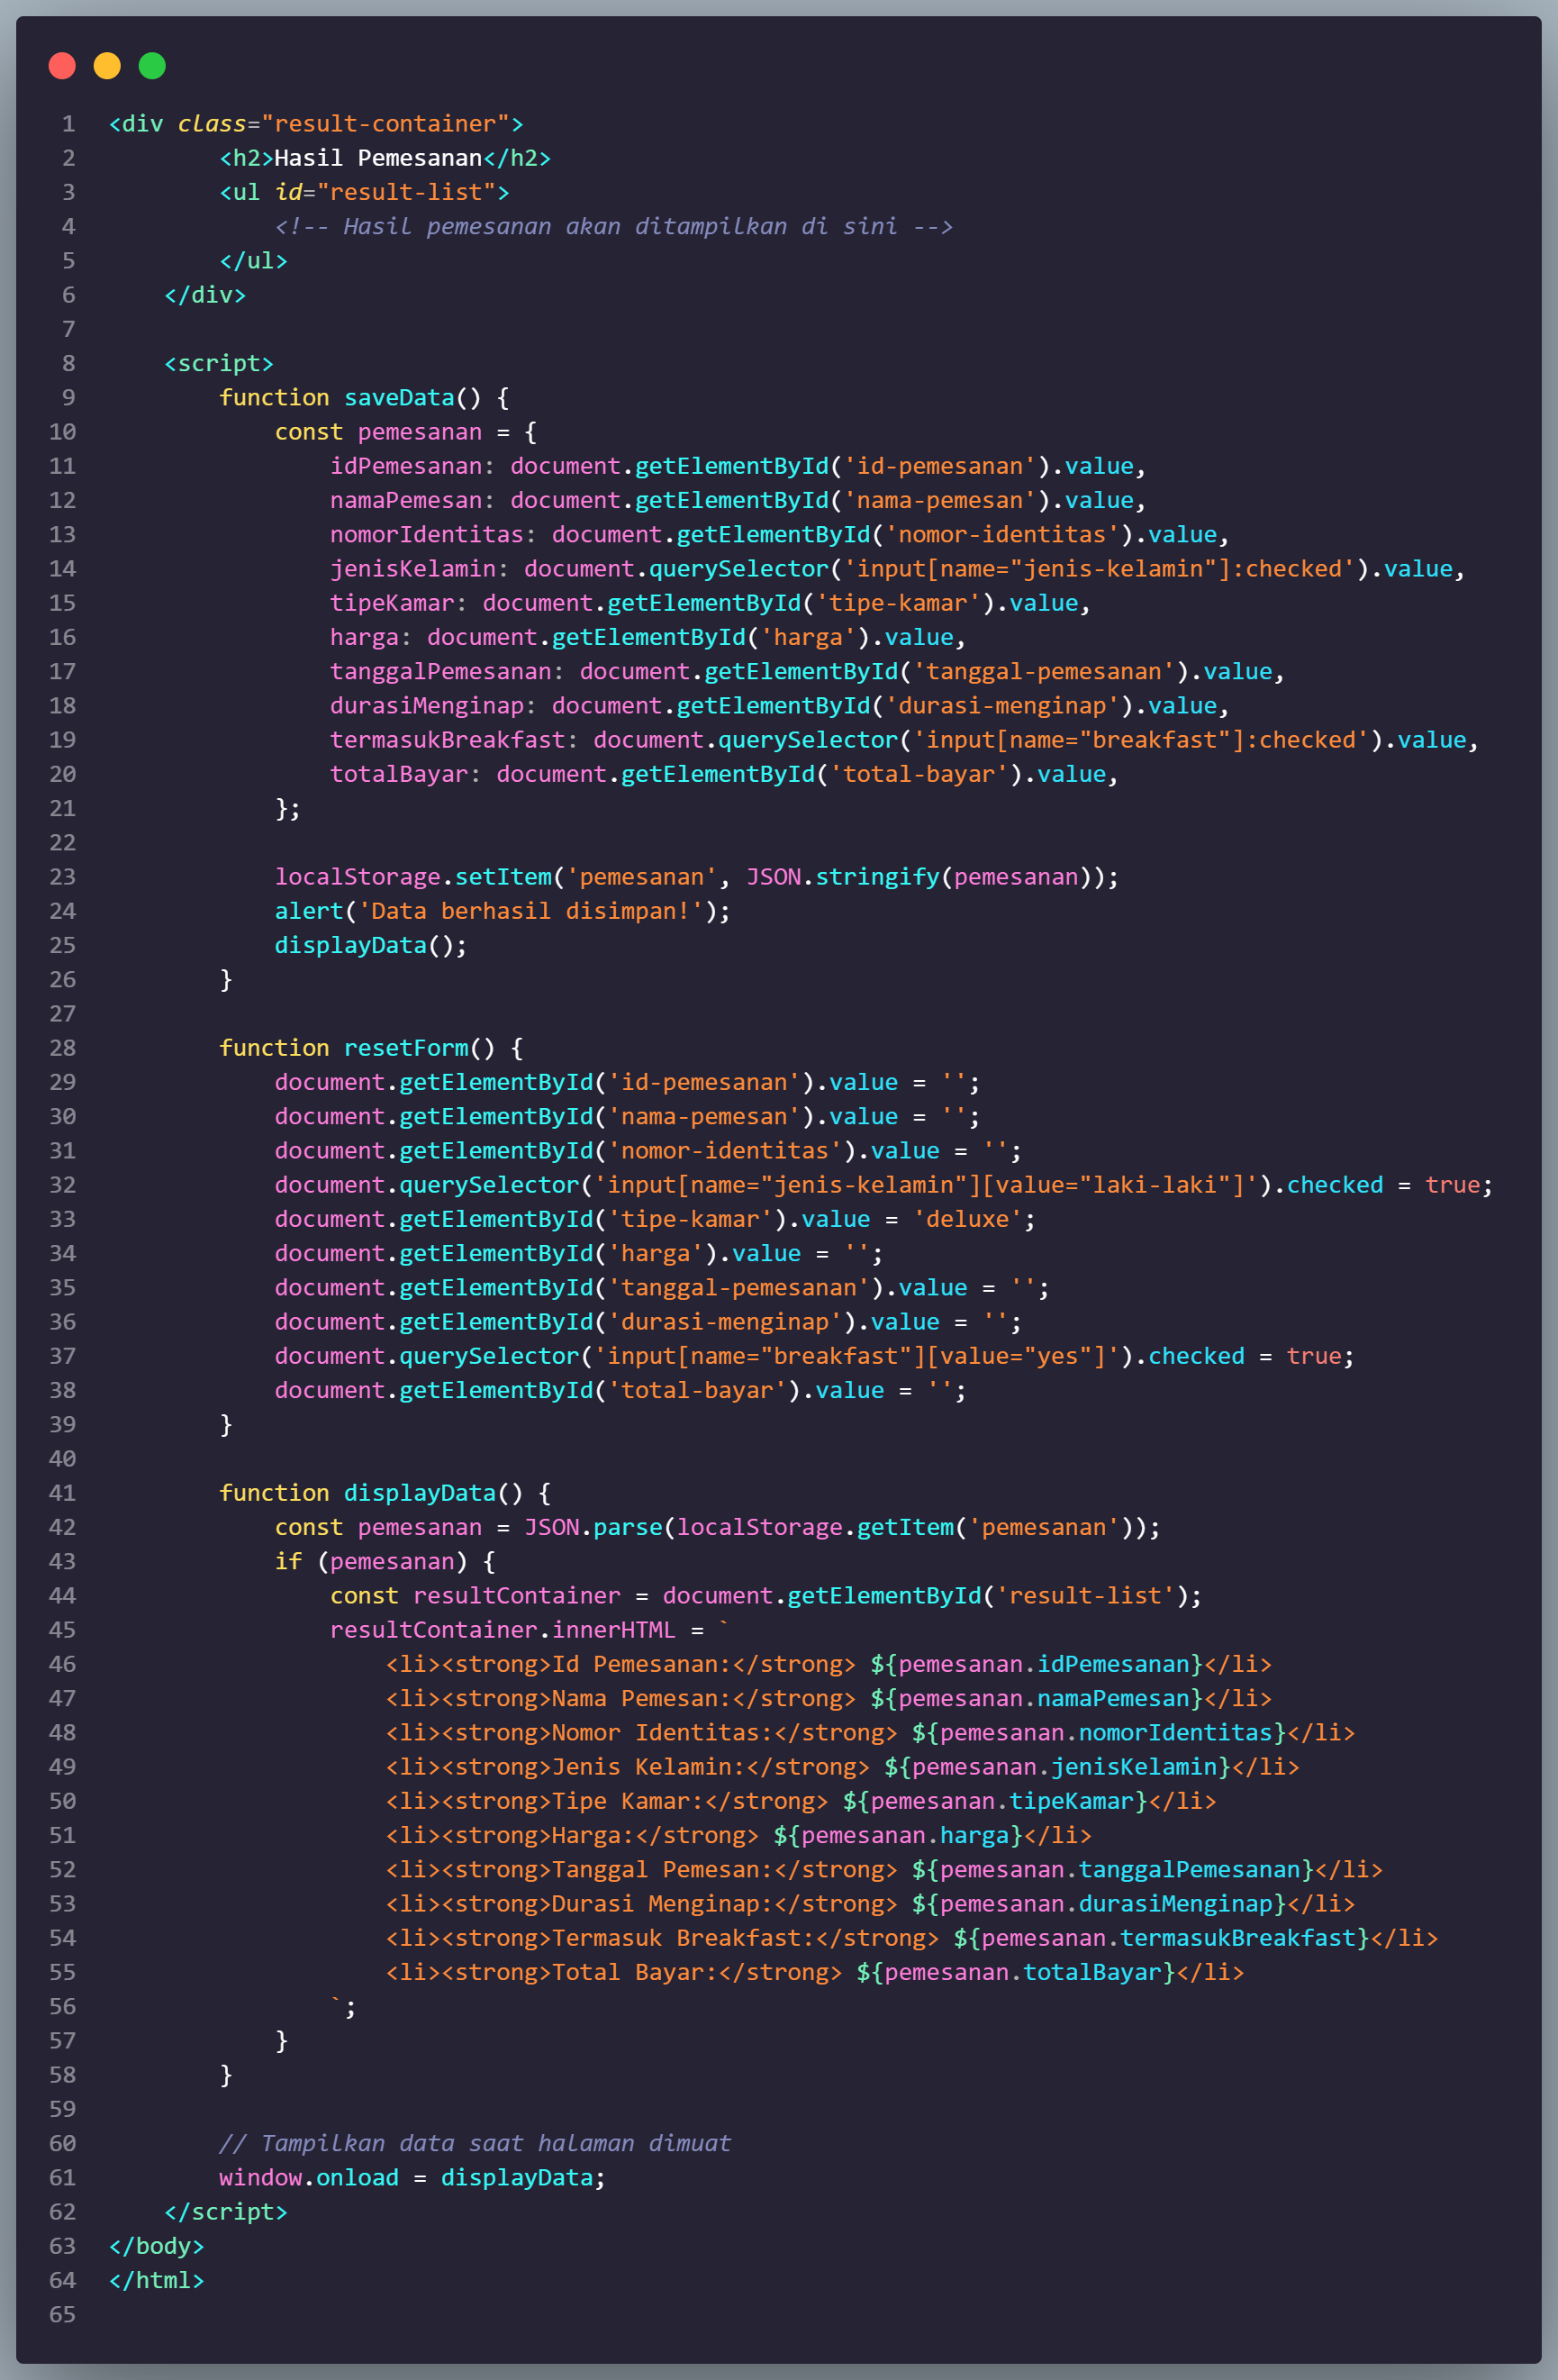 1 <div class="result-container">
2         <h2>Hasil Pemesanan</h2>
3         <ul id="result-list">
4             <!-- Hasil pemesanan akan ditampilkan di sini -->
5         </ul>
6     </div>
7
8     <script>
9         function saveData() {
10             const pemesanan = {
11                 idPemesanan: document.getElementById('id-pemesanan').value,
12                 namaPemesan: document.getElementById('nama-pemesan').value,
13                 nomorIdentitas: document.getElementById('nomor-identitas').value,
14                 jenisKelamin: document.querySelector('input[name="jenis-kelamin"]:checked').value,
15                 tipeKamar: document.getElementById('tipe-kamar').value,
16                 harga: document.getElementById('harga').value,
17                 tanggalPemesanan: document.getElementById('tanggal-pemesanan').value,
18                 durasiMenginap: document.getElementById('durasi-menginap').value,
19                 termasukBreakfast: document.querySelector('input[name="breakfast"]:checked').value,
20                 totalBayar: document.getElementById('total-bayar').value,
21             };
22
23             localStorage.setItem('pemesanan', JSON.stringify(pemesanan));
24             alert('Data berhasil disimpan!');
25             displayData();
26         }
27
28         function resetForm() {
29             document.getElementById('id-pemesanan').value = '';
30             document.getElementById('nama-pemesan').value = '';
31             document.getElementById('nomor-identitas').value = '';
32             document.querySelector('input[name="jenis-kelamin"][value="laki-laki"]').checked = true;
33             document.getElementById('tipe-kamar').value = 'deluxe';
34             document.getElementById('harga').value = '';
35             document.getElementById('tanggal-pemesanan').value = '';
36             document.getElementById('durasi-menginap').value = '';
37             document.querySelector('input[name="breakfast"][value="yes"]').checked = true;
38             document.getElementById('total-bayar').value = '';
39         }
40
41         function displayData() {
42             const pemesanan = JSON.parse(localStorage.getItem('pemesanan'));
43             if (pemesanan) {
44                 const resultContainer = document.getElementById('result-list');
45                 resultContainer.innerHTML = `
46                     <li><strong>Id Pemesanan:</strong> ${pemesanan.idPemesanan}</li>
47                     <li><strong>Nama Pemesan:</strong> ${pemesanan.namaPemesan}</li>
48                     <li><strong>Nomor Identitas:</strong> ${pemesanan.nomorIdentitas}</li>
49                     <li><strong>Jenis Kelamin:</strong> ${pemesanan.jenisKelamin}</li>
50                     <li><strong>Tipe Kamar:</strong> ${pemesanan.tipeKamar}</li>
51                     <li><strong>Harga:</strong> ${pemesanan.harga}</li>
52                     <li><strong>Tanggal Pemesan:</strong> ${pemesanan.tanggalPemesanan}</li>
53                     <li><strong>Durasi Menginap:</strong> ${pemesanan.durasiMenginap}</li>
54                     <li><strong>Termasuk Breakfast:</strong> ${pemesanan.termasukBreakfast}</li>
55                     <li><strong>Total Bayar:</strong> ${pemesanan.totalBayar}</li>
56                 `;
57             }
58         }
59
60         // Tampilkan data saat halaman dimuat
61         window.onload = displayData;
62     </script>
63 </body>
64 </html>
65